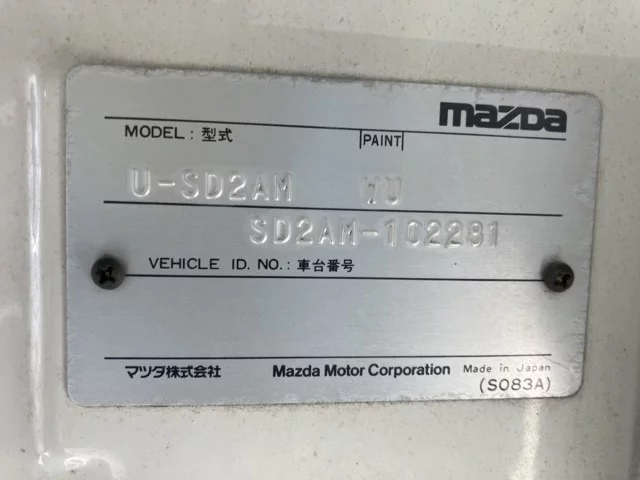 mazda
MODEL : 型式 PAINT
U-SD2AM WU
SD2AM-102281
VEHICLE ID. NO. : 車台番号
マツダ株式会社 Mazda Motor Corporation Made in Japan
(S083A)